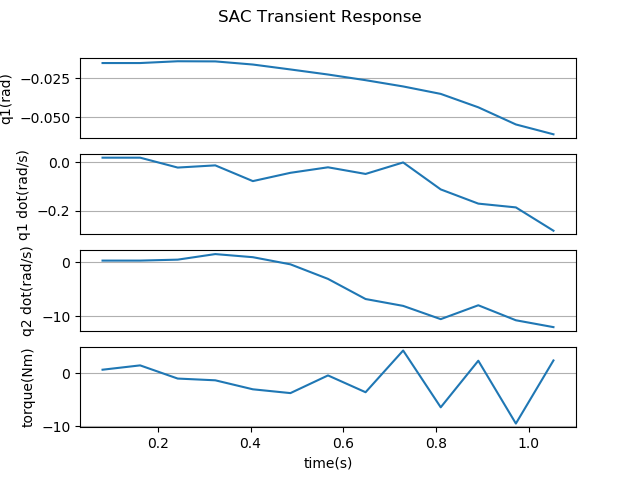 SAC Transient Response
q1(rad)
−0.025
−0.050
q1 dot(rad/s)
0.0
−0.2
q2 dot(rad/s)
0
−10
torque(Nm)
0
−10
0.2 0.4 0.6 0.8 1.0
time(s)